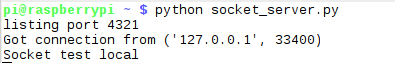 pi@raspberrypi ~ $ python socket_server.py
listing port 4321
Got connection from ('127.0.0.1', 33400)
Socket test local